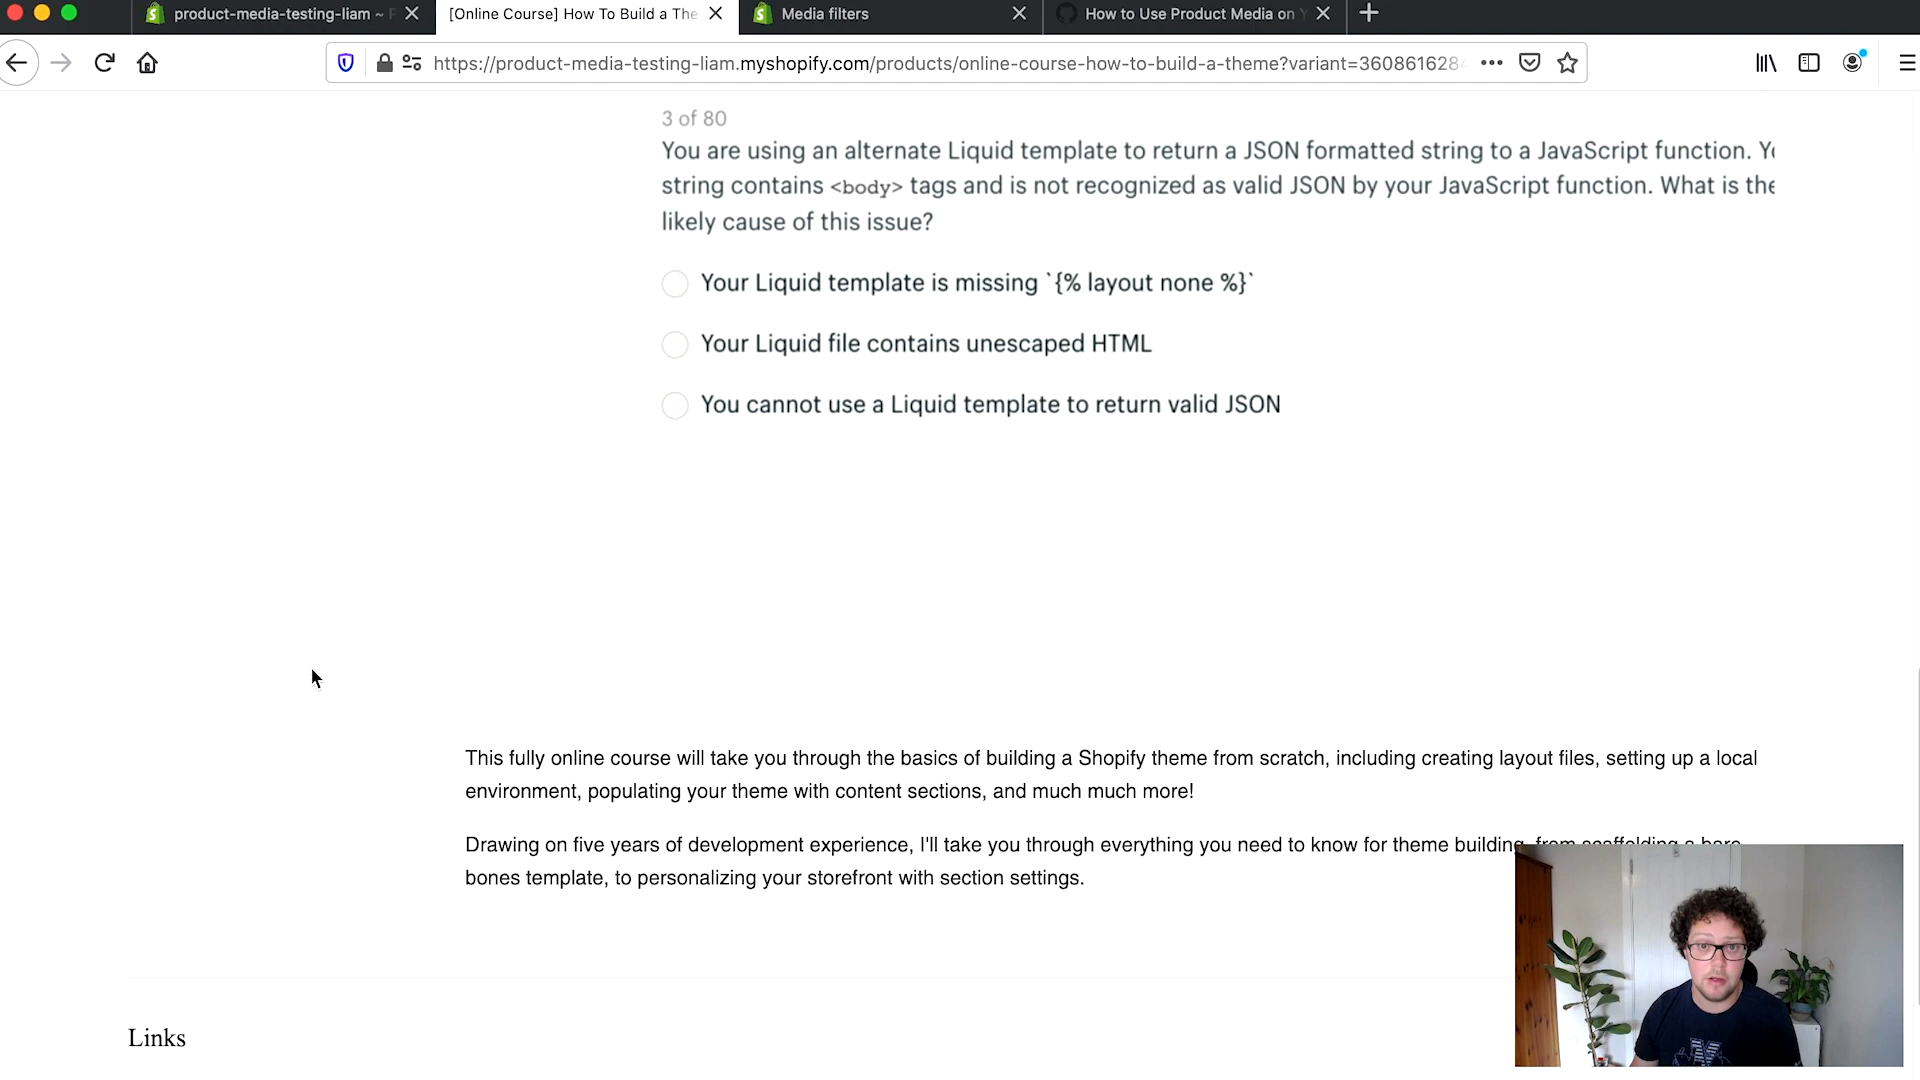 product-media-testing-liam ~
[Online Course] How To Build a The
Media filters
How to Use Product Media on
https://product-media-testing-liam.myshopify.com/products/online-course-how-to-build-a-theme?variant=360861628
3 of 80
You are using an alternate Liquid template to return a JSON formatted string to a JavaScript function.
string contains <body> tags and is not recognized as valid JSON by your JavaScript function. What is the
likely cause of this issue?
Your Liquid template is missing `{% layout none %}`
Your Liquid file contains unescaped HTML
You cannot use a Liquid template to return valid JSON
This fully online course will take you through the basics of building a Shopify theme from scratch, including creating layout files, setting up a local
environment, populating your theme with content sections, and much much more!
Drawing on five years of development experience, I'll take you through everything you need to know for theme building, from scaffolding a bare
bones template, to personalizing your storefront with section settings.
Links